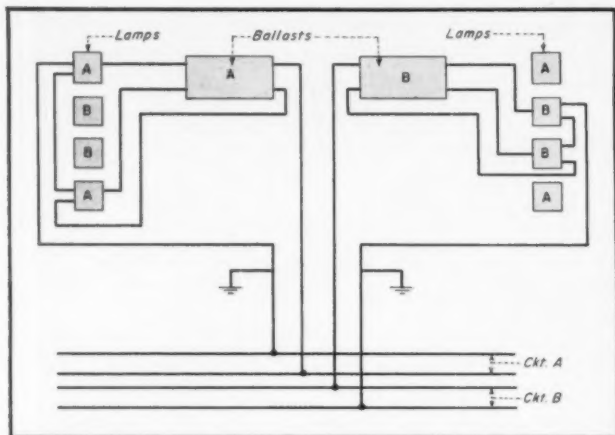 Lamps Ballasts Lamps
A A B A
B B
B B
A A
Ckt. A
Ckt. B